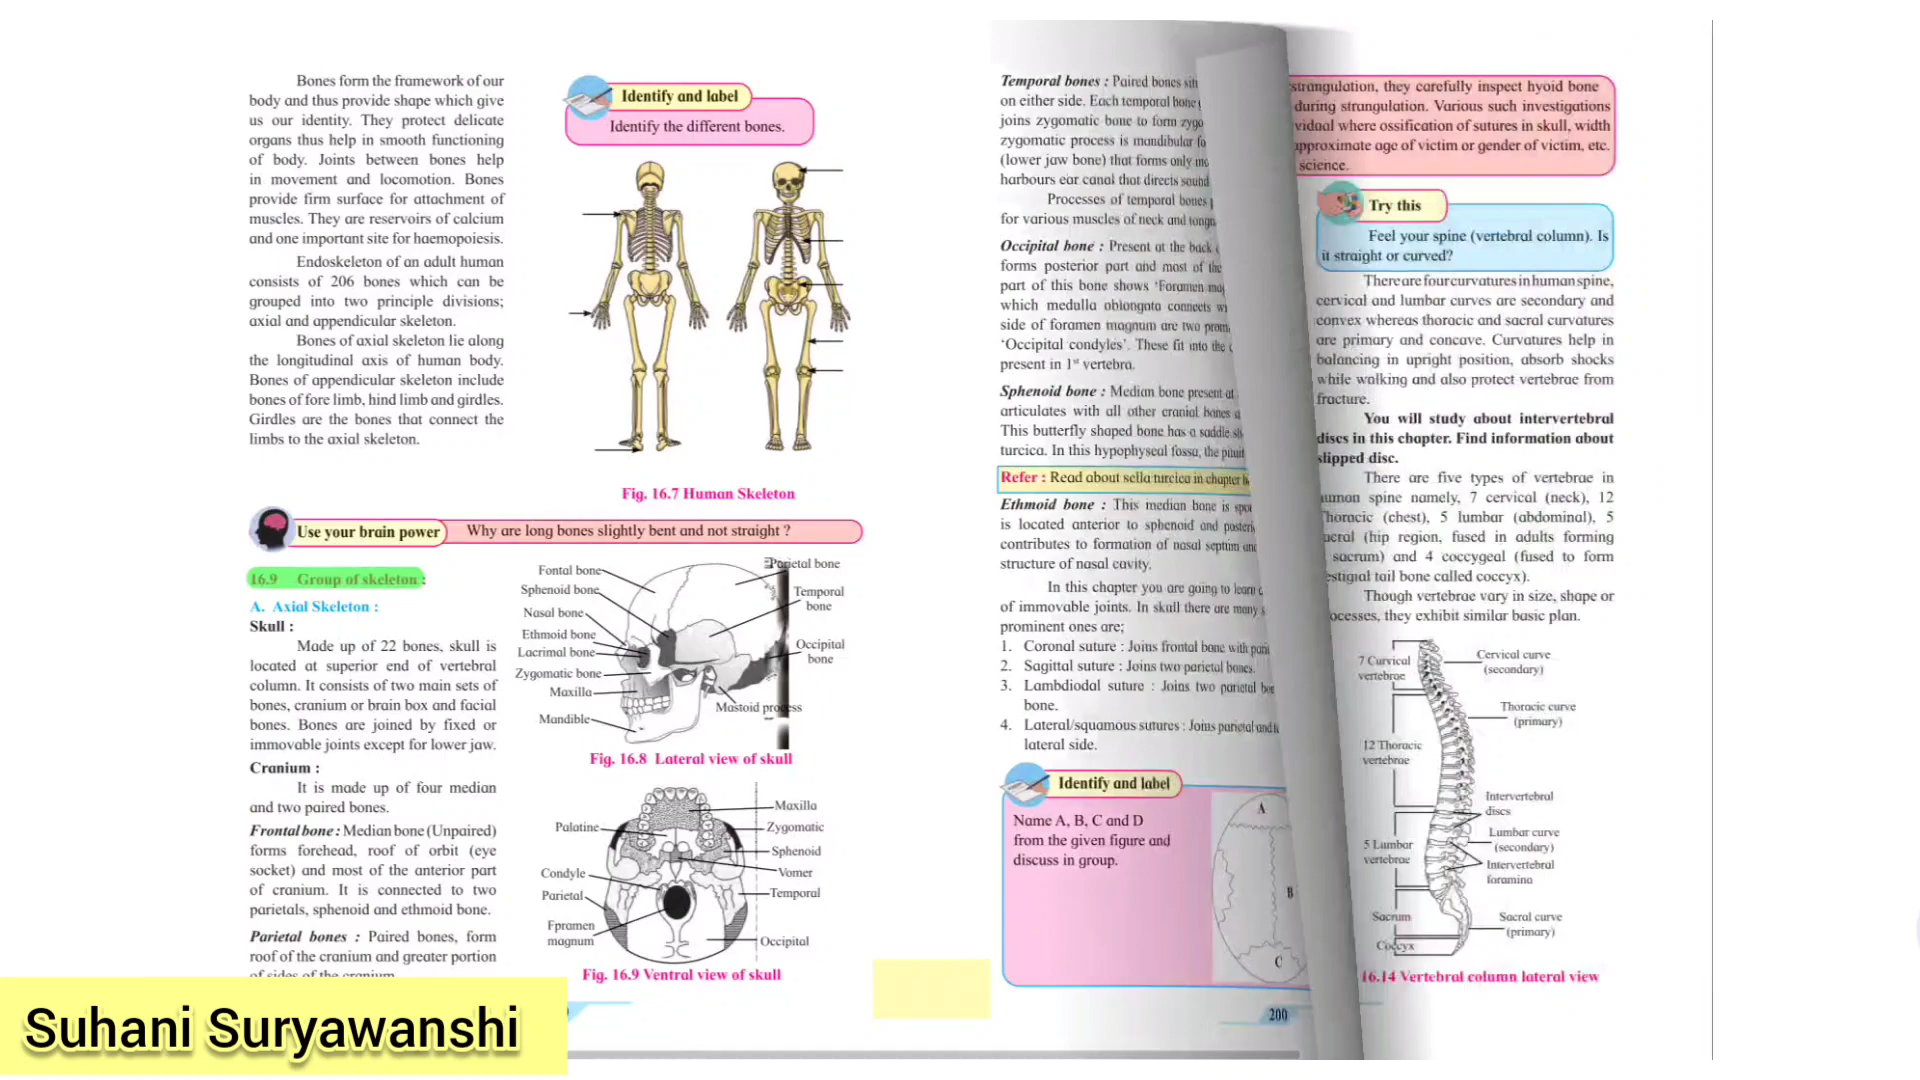 Bones form the framework of our
body and thus provide shape which give
us our identity. They protect delicate
organs thus help in smooth functioning
of body. Joints between bones help
in movement and locomotion. Bones
provide firm surface for attachment of
muscles. They are reservoirs of calcium
and one important site for haemopoiesis.
Endoskeleton of an adult human
consists of 206 bones which can be
grouped into two principle divisions;
axial and appendicular skeleton.
Bones of axial skeleton lie along
the longitudinal axis of human body.
Bones of appendicular skeleton include
bones of fore limb, hind limb and girdles.
Girdles are the bones that connect the
limbs to the axial skeleton.
Identify and label
Identify the different bones.
Fig. 16.7 Human Skeleton
Use your brain power
Why are long bones slightly bent and not straight ?
16.9 Group of skeleton :
A. Axial Skeleton :
Skull :
Made up of 22 bones, skull is
located at superior end of vertebral
column. It consists of two main sets of
bones, cranium or brain box and facial
bones. Bones are joined by fixed or
immovable joints except for lower jaw.
Cranium :
It is made up of four median
and two paired bones.
Frontal bone : Median bone (Unpaired)
forms forehead, roof of orbit (eye
socket) and most of the anterior part
of cranium. It is connected to two
parietals, sphenoid and ethmoid bone.
Parietal bones : Paired bones, form
roof of the cranium and greater portion
of sides of the cranium.
Fontal bone
Sphenoid bone
Nasal bone
Ethmoid bone
Lacrimal bone
Zygomatic bone
Maxilla
Mandible
Parietal bone
Temporal
bone
Occipital
bone
Mastoid process
Fig. 16.8 Lateral view of skull
Palatine
Condyle
Parietal
Fpramen
magnum
Maxilla
Zygomatic
Sphenoid
Vomer
Temporal
Occipital
Fig. 16.9 Ventral view of skull
Suhani Suryawanshi
Temporal bones : Paired bones
on either side. Each temporal bone
joins zygomatic bone to form
zygomatic process is mandibular
(lower jaw bone) that forms only
harbours ear canal that directs sound
Processes of temporal bones
for various muscles of neck and
Occipital bone : Present at the back
forms posterior part and most of the
part of this bone shows ‘Foramen
which medulla oblongata connects
side of foramen magnum are two
‘Occipital condyles’. These fit into the
present in 1st vertebra.
Sphenoid bone : Median bone present at
articulates with all other cranial bones
This butterfly shaped bone has a saddle
turcica. In this hypophyseal fossa, the
Refer : Read about sella turcica in chapter
Ethmoid bone : This median bone is
is located anterior to sphenoid and
contributes to formation of nasal septum
structure of nasal cavity.
In this chapter you are going to learn
of immovable joints. In skull there are many
prominent ones are;
1. Coronal suture : Joins frontal bone with
2. Sagittal suture : Joins two parietal bones.
3. Lambdiodal suture : Joins two parietal
bone.
4. Lateral/squamous sutures : Joins parietal and
lateral side.
Identify and label
Name A, B, C and D
from the given figure and
discuss in group.
A
B
C
200
strangulation, they carefully inspect hyoid bone
during strangulation. Various such investigations
where ossification of sutures in skull, width
approximate age of victim or gender of victim, etc.
science.
Try this
Feel your spine (vertebral column). Is
it straight or curved?
There are four curvatures in human spine,
cervical and lumbar curves are secondary and
convex whereas thoracic and sacral curvatures
are primary and concave. Curvatures help in
balancing in upright position, absorb shocks
while walking and also protect vertebrae from
fracture.
You will study about intervertebral
discs in this chapter. Find information about
slipped disc.
There are five types of vertebrae in
human spine namely, 7 cervical (neck), 12
Thoracic (chest), 5 lumbar (abdominal), 5
(hip region, fused in adults forming
sacrum) and 4 coccygeal (fused to form
tail bone called coccyx).
Though vertebrae vary in size, shape or
they exhibit similar basic plan.
7 Curvical
vertebrae
12 Thoracic
vertebrae
5 Lumbar
vertebrae
Sacrum
Coccyx
Cervical curve
(secondary)
Thoracic curve
(primary)
Intervertebral
discs
Lumbar curve
(secondary)
Intervertebral
foramina
Sacral curve
(primary)
16.14 Vertebral column lateral view